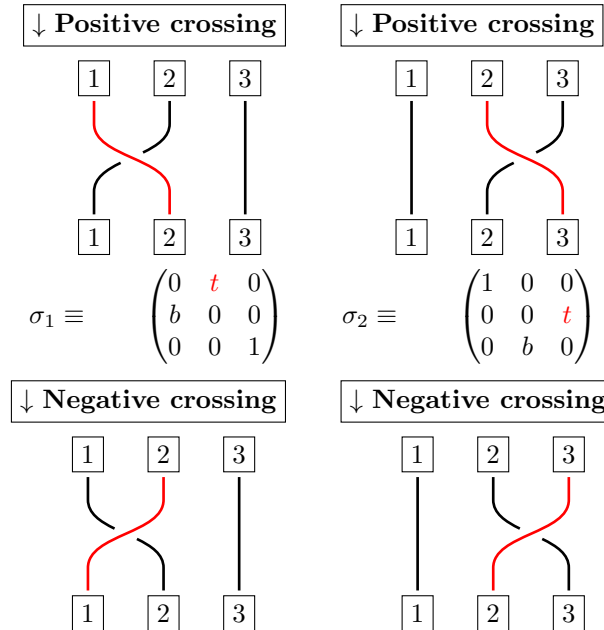 ↓ Positive crossing ↓ Positive crossing
1 2 3 1 2 3
1 2 3 1 2 3
σ₁ ≡ (0 t 0 σ₂ ≡ (1 0 0
b 0 0 0 0 t
0 0 1) 0 b 0)
↓ Negative crossing ↓ Negative crossing
1 2 3 1 2 3
1 2 3 1 2 3